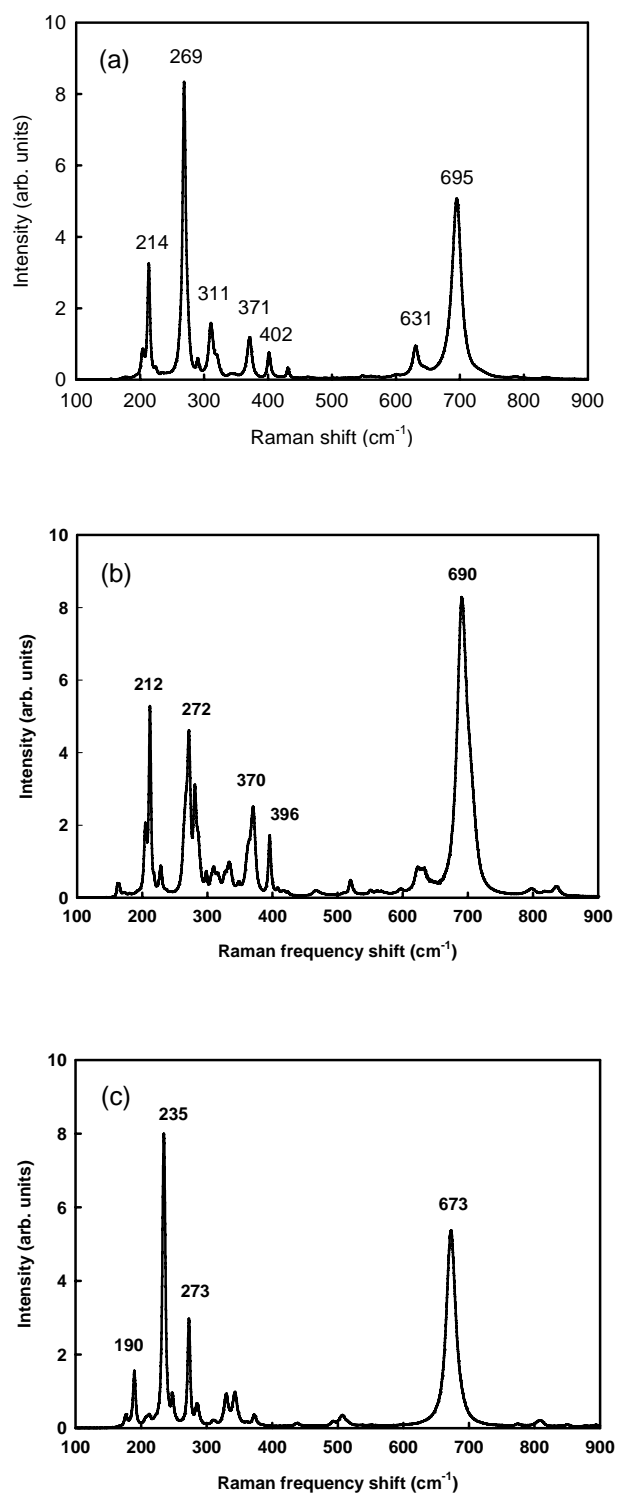 10
(a)
269
8
Intensity (arb. units)
6
695
4
214
2
311
371
402
631
0
100 200 300 400 500 600 700 800 900
Raman shift (cm⁻¹)
10
(b)
690
8
Intensity (arb. units)
6
212
272
4
370
396
2
0
100 200 300 400 500 600 700 800 900
Raman frequency shift (cm⁻¹)
10
(c)
235
8
Intensity (arb. units)
6
673
4
273
190
2
0
100 200 300 400 500 600 700 800 900
Raman frequency shift (cm⁻¹)